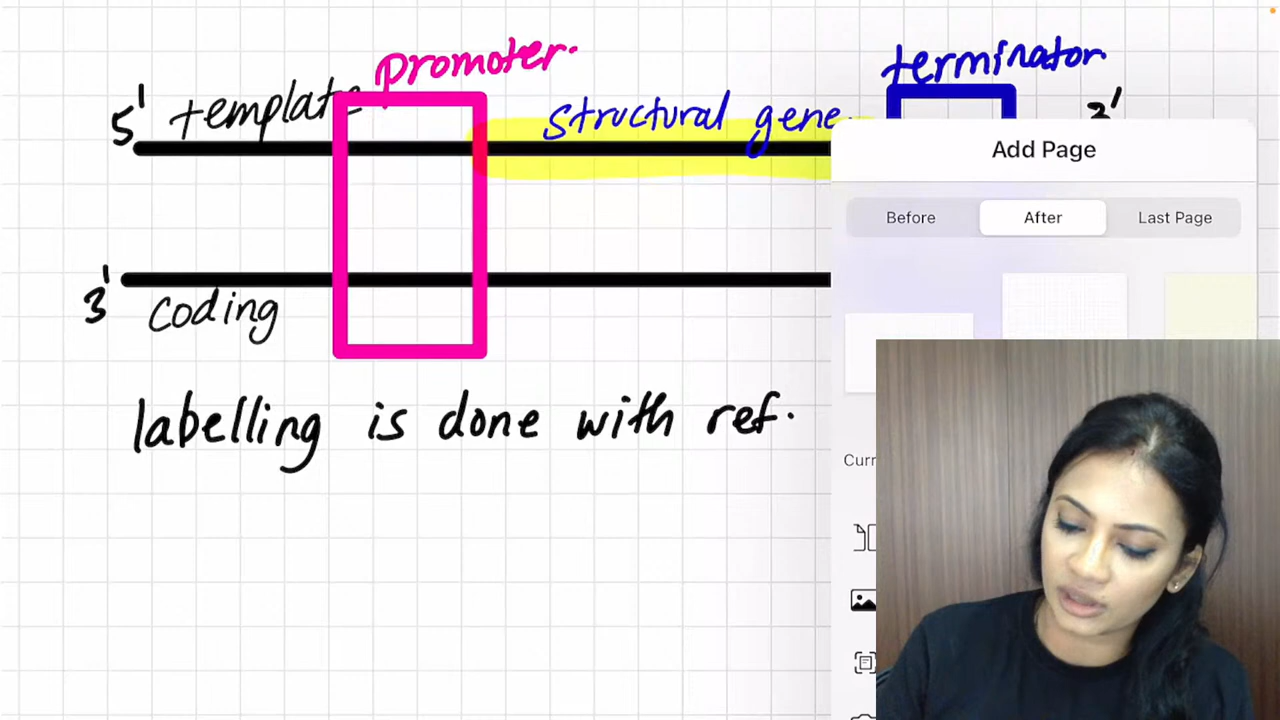 promoter.
terminator
5' template
structural gene
3'
Add Page
Before
After
Last Page
3' coding
labelling is done with ref.
Curr